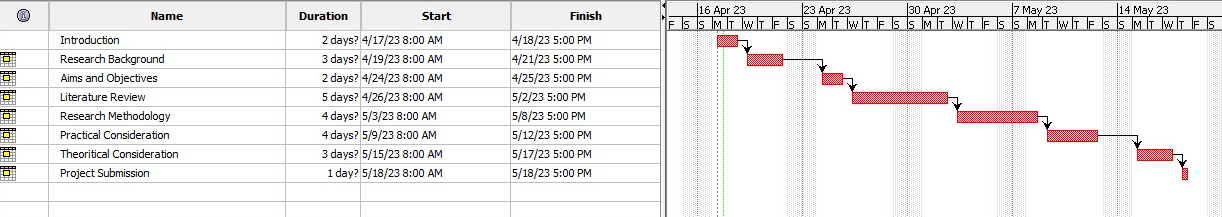 Name Duration Start Finish 16 Apr 23 23 Apr 23 30 Apr 23 7 May 23 14 May 23
F S S M T W T F S S M T W T F S S M T W T F S S M T W T F S S M T W T F S
Introduction 2 days? 4/17/23 8:00 AM 4/18/23 5:00 PM
Research Background 3 days? 4/19/23 8:00 AM 4/21/23 5:00 PM
Aims and Objectives 2 days? 4/24/23 8:00 AM 4/25/23 5:00 PM
Literature Review 5 days? 4/26/23 8:00 AM 5/2/23 5:00 PM
Research Methodology 4 days? 5/3/23 8:00 AM 5/8/23 5:00 PM
Practical Consideration 4 days? 5/9/23 8:00 AM 5/12/23 5:00 PM
Theoritical Consideration 3 days? 5/15/23 8:00 AM 5/17/23 5:00 PM
Project Submission 1 day? 5/18/23 8:00 AM 5/18/23 5:00 PM